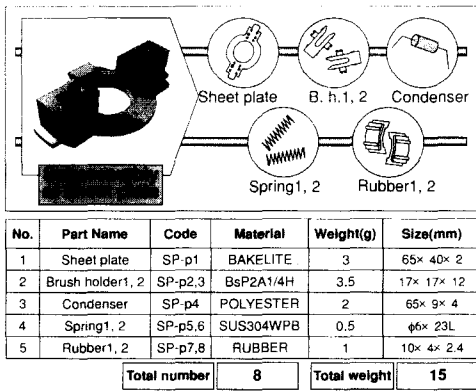 Sheet plate B. h.1, 2 Condenser
Spring1, 2 Rubber1, 2
No. Part Name Code Material Weight(g) Size(mm)
1 Sheet plate SP-p1 BAKELITE 3 65× 40× 2
2 Brush holder1, 2 SP-p2,3 BsP2A1/4H 3.5 17× 17× 12
3 Condenser SP-p4 POLYESTER 2 65× 9× 4
4 Spring1, 2 SP-p5,6 SUS304WPB 0.5 ϕ6× 23L
5 Rubber1, 2 SP-p7,8 RUBBER 1 10× 4× 2.4
Total number 8 Total weight 15